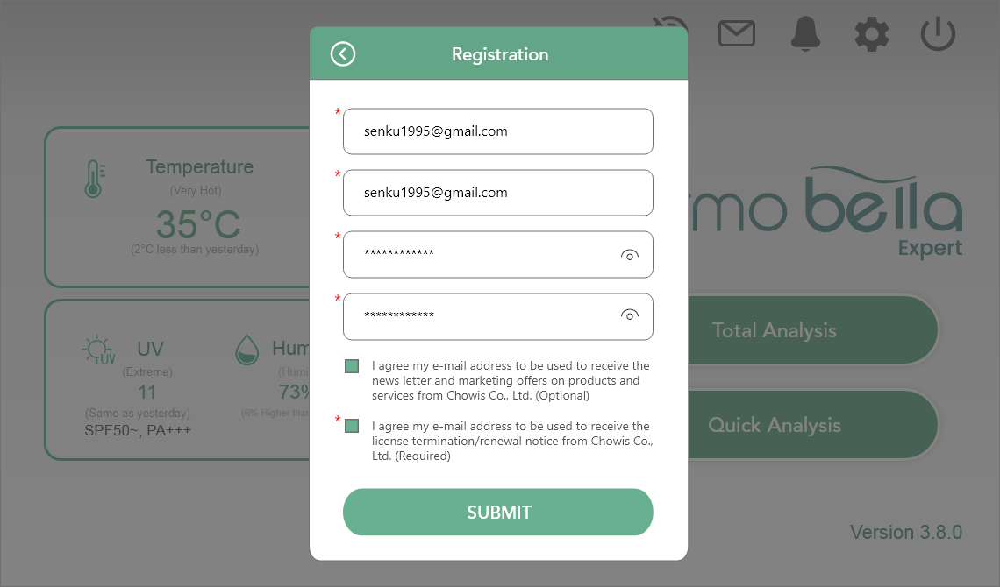 Registration
* senku1995@gmail.com
* senku1995@gmail.com
* ************
* ************
I agree my e-mail address to be used to receive the
news letter and marketing offers on products and
services from Chowis Co., Ltd. (Optional)
* I agree my e-mail address to be used to receive the
license termination/renewal notice from Chowis Co.,
Ltd. (Required)
SUBMIT
Temperature
(Very Hot)
35°C
(2°C less than yesterday)
UV
UV
(Extreme)
11
(Same as yesterday)
SPF50~, PA+++
Hum
(Humi
73%
(6% Higher than
mo bella
Expert
Total Analysis
Quick Analysis
Version 3.8.0